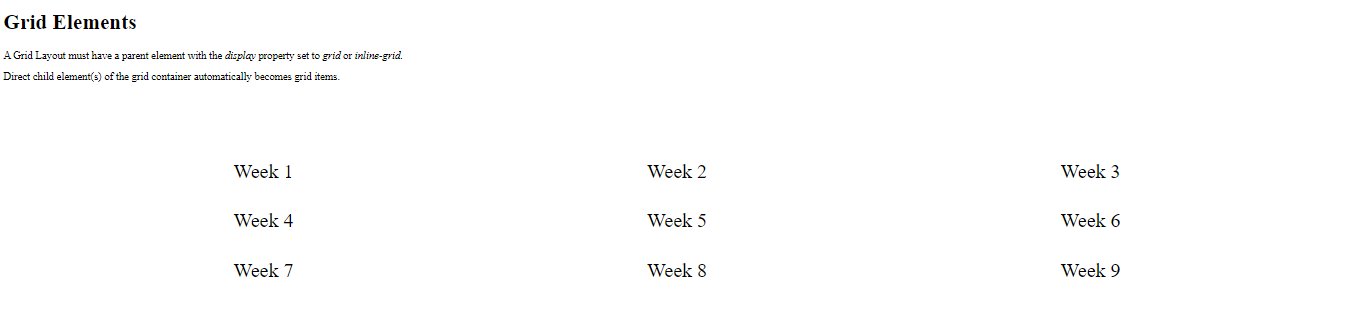 Grid Elements
A Grid Layout must have a parent element with the display property set to grid or inline-grid.
Direct child element(s) of the grid container automatically becomes grid items.
Week 1 Week 2 Week 3
Week 4 Week 5 Week 6
Week 7 Week 8 Week 9